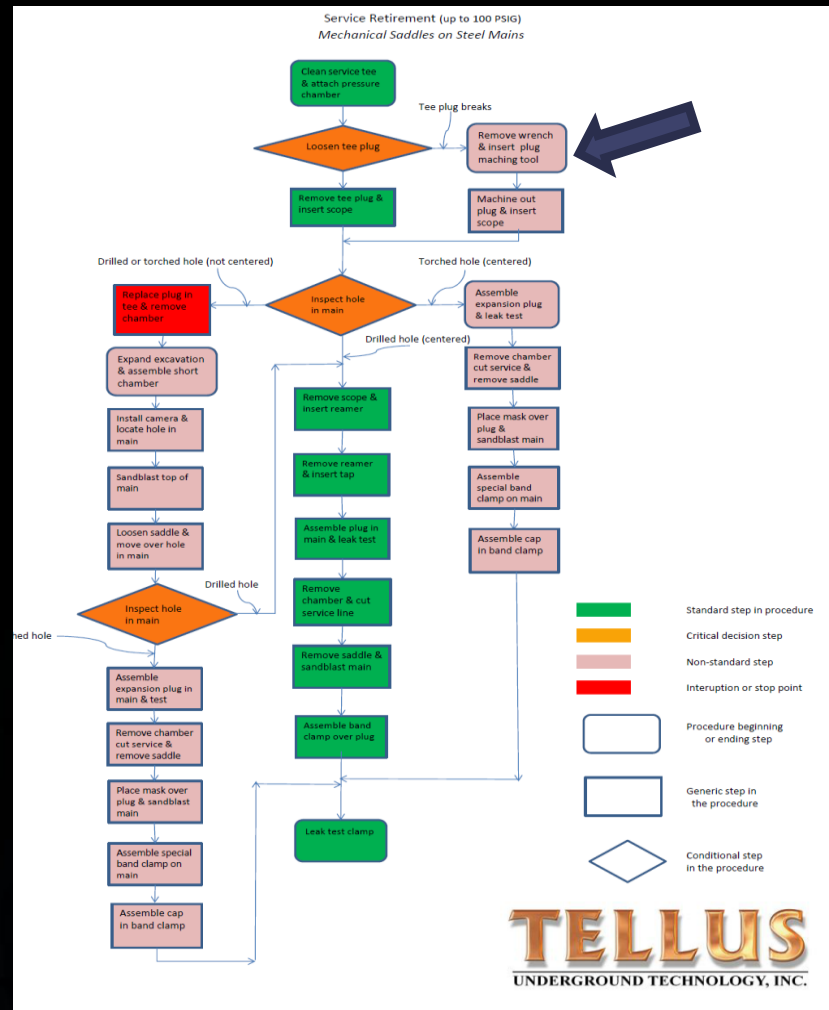 Service Retirement (up to 100 PSIG)
Mechanical Saddles on Steel Mains
Clean service tee
& attach pressure
chamber
Tee plug breaks
Loosen tee plug
Remove wrench
& insert plug
maching tool
Remove tee plug &
insert scope
Machine out
plug & insert
scope
Drilled or torched hole (not centered)
Torched hole (centered)
Replace plug in
tee & remove
chamber
Inspect hole
in main
Assemble
expansion plug
& leak test
Drilled hole (centered)
Expand excavation
& assemble short
chamber
Remove chamber
cut service &
remove saddle
Install camera &
locate hole in
main
Remove scope &
insert reamer
Place mask over
plug &
sandblast main
Sandblast top of
main
Remove reamer
& insert tap
Assemble
special band
clamp on main
Loosen saddle &
move over hole
in main
Assemble plug in
main & leak test
Assemble cap
in band clamp
Drilled hole
Inspect hole
in main
Remove
chamber & cut
service line
ched hole
Remove saddle &
sandblast main
Assemble
expansion plug in
main & test
Remove chamber
cut service &
remove saddle
Assemble band
clamp over plug
Place mask over
plug & sandblast
main
Leak test clamp
Assemble special
band clamp on
main
Assemble cap
in band clamp
Standard step in procedure
Critical decision step
Non-standard step
Interuption or stop point
Procedure beginning
or ending step
Generic step in
the procedure
Conditional step
in the procedure
TELLUS
UNDERGROUND TECHNOLOGY, INC.